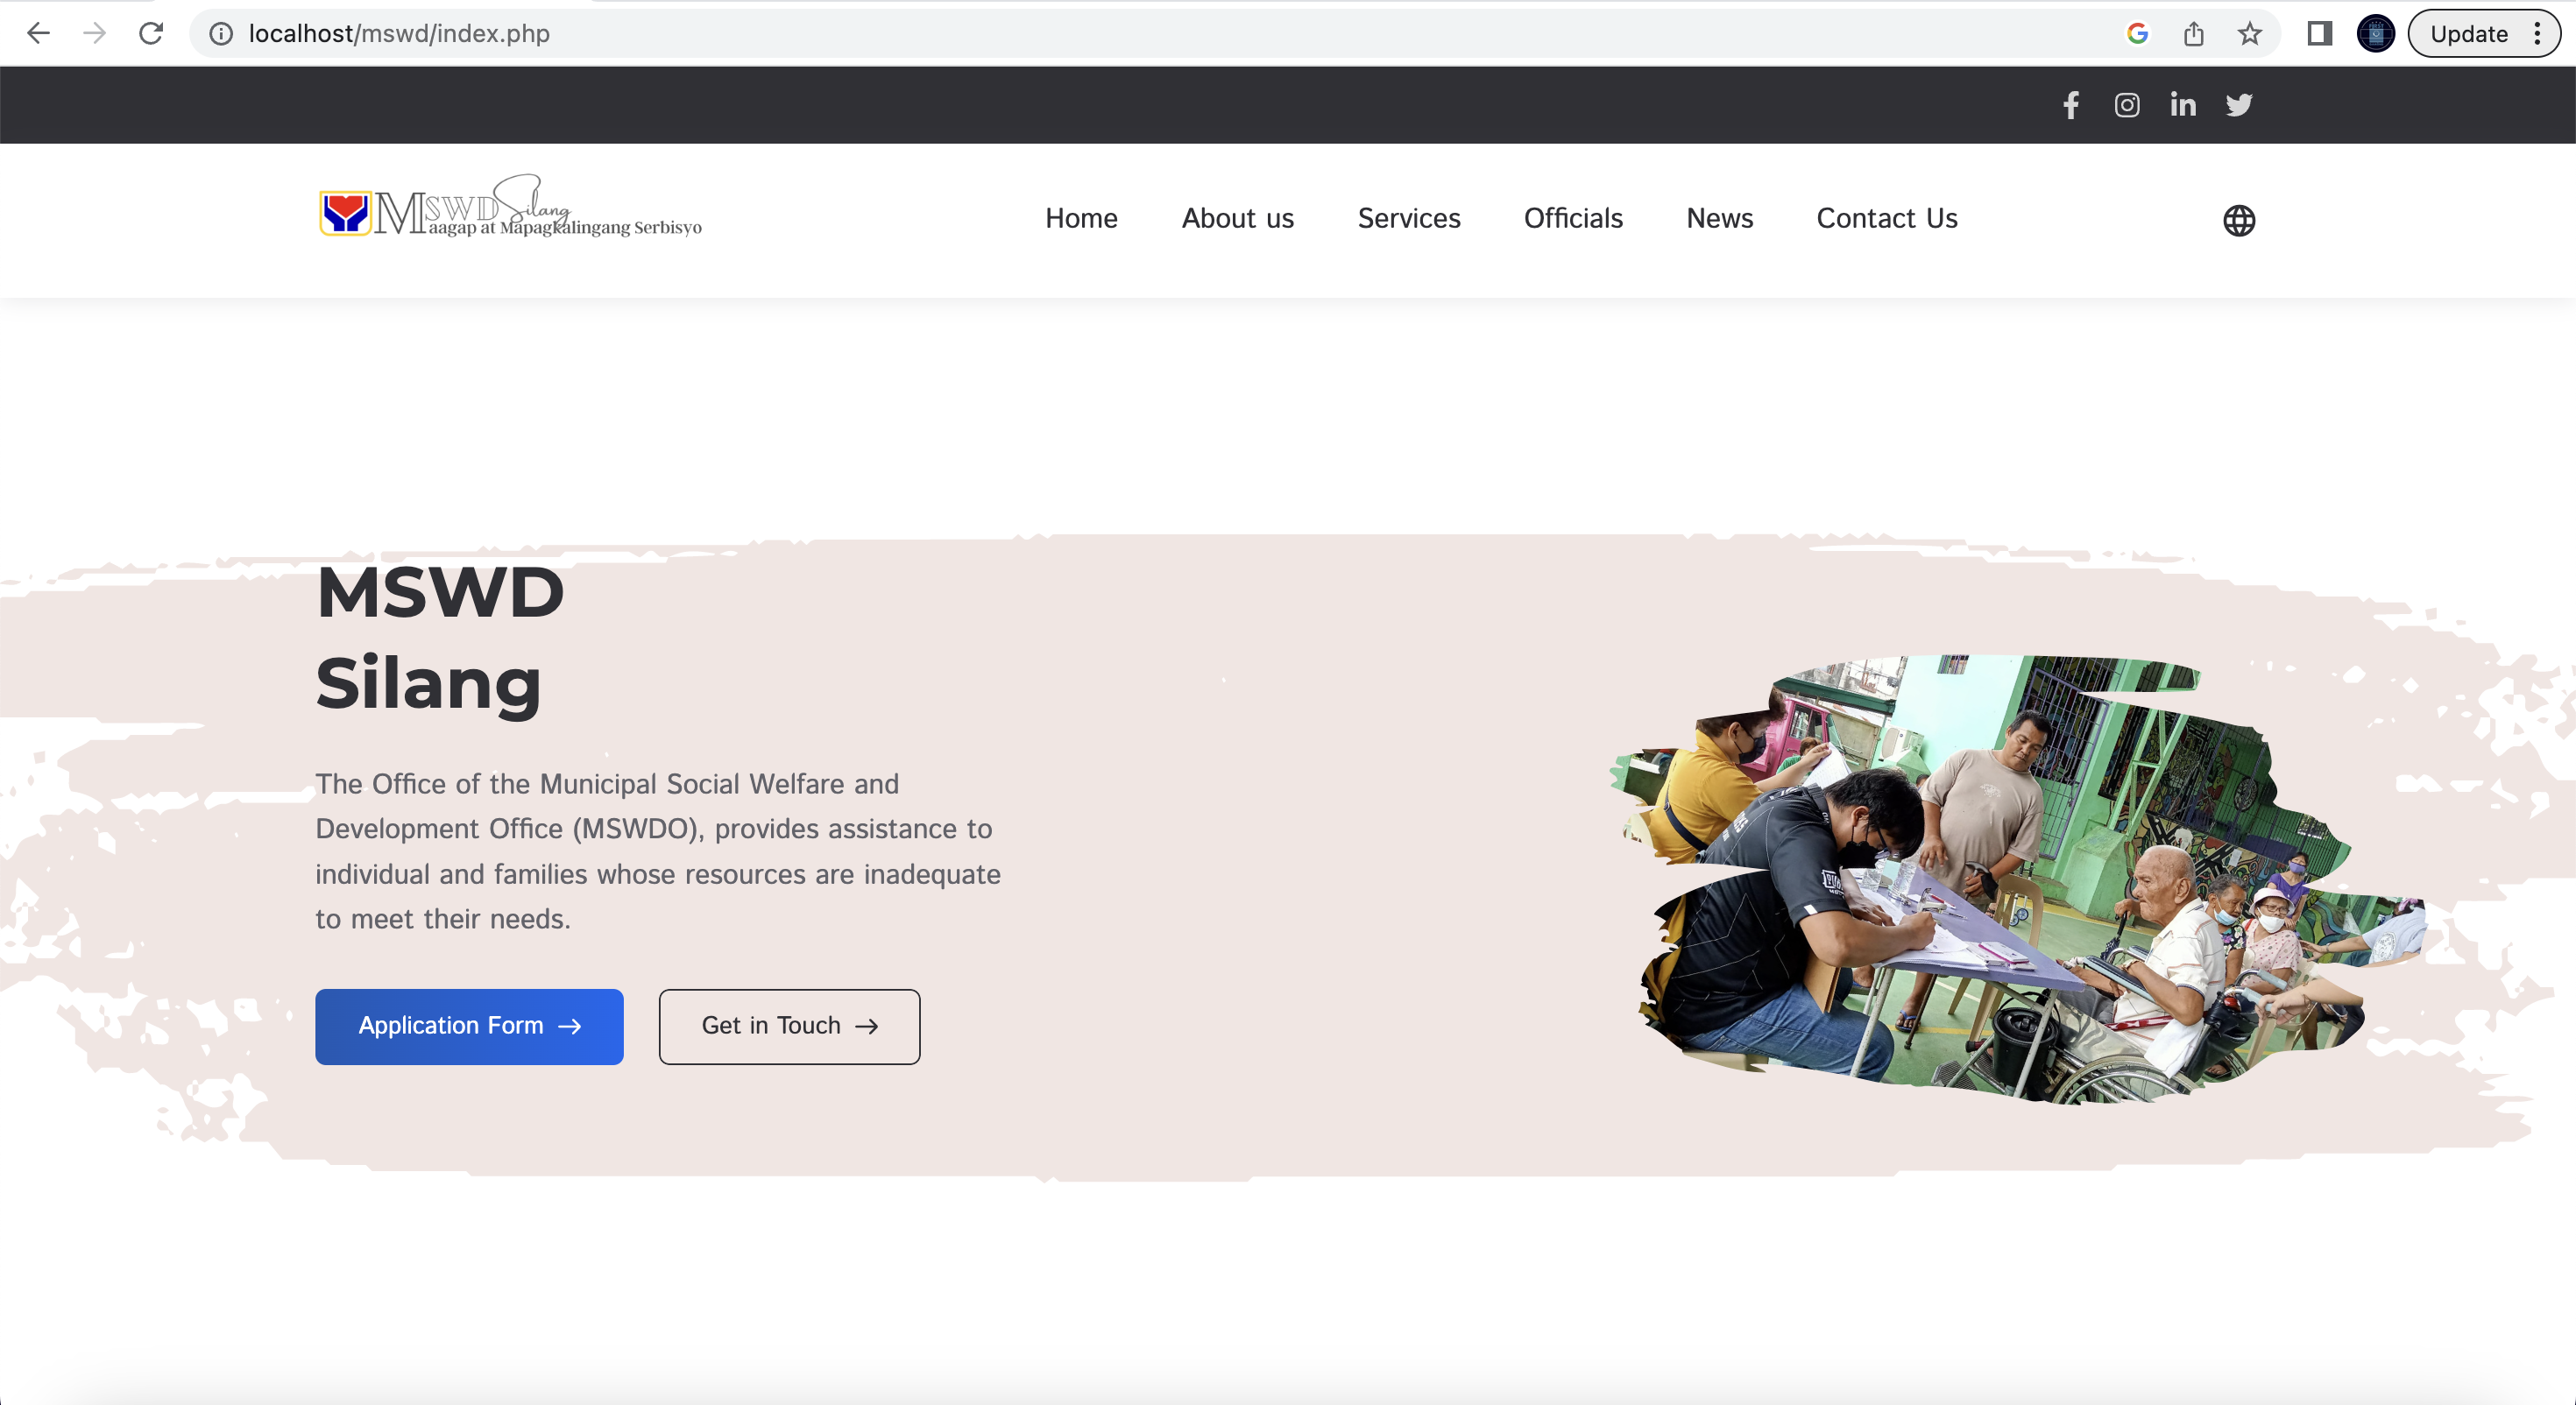 localhost/mswd/index.php
Update
MSWD Silang
Maagap at Mapagkalingang Serbisyo
Home About us Services Officials News Contact Us
MSWD
Silang
The Office of the Municipal Social Welfare and
Development Office (MSWDO), provides assistance to
individual and families whose resources are inadequate
to meet their needs.
Application Form → Get in Touch →